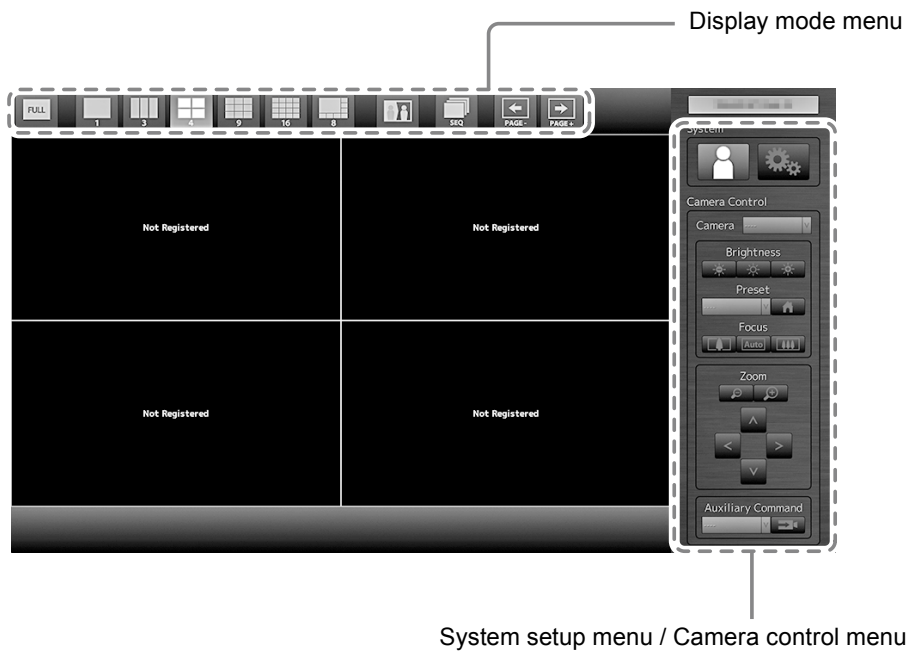 Display mode menu
FULL
1
3
4
9
16
8
SEQ
PAGE-
PAGE+
System
Not Registered
Not Registered
Camera Control
Camera ---
Brightness
Preset
Focus
Auto
Not Registered
Not Registered
Zoom
Auxiliary Command
---
System setup menu / Camera control menu